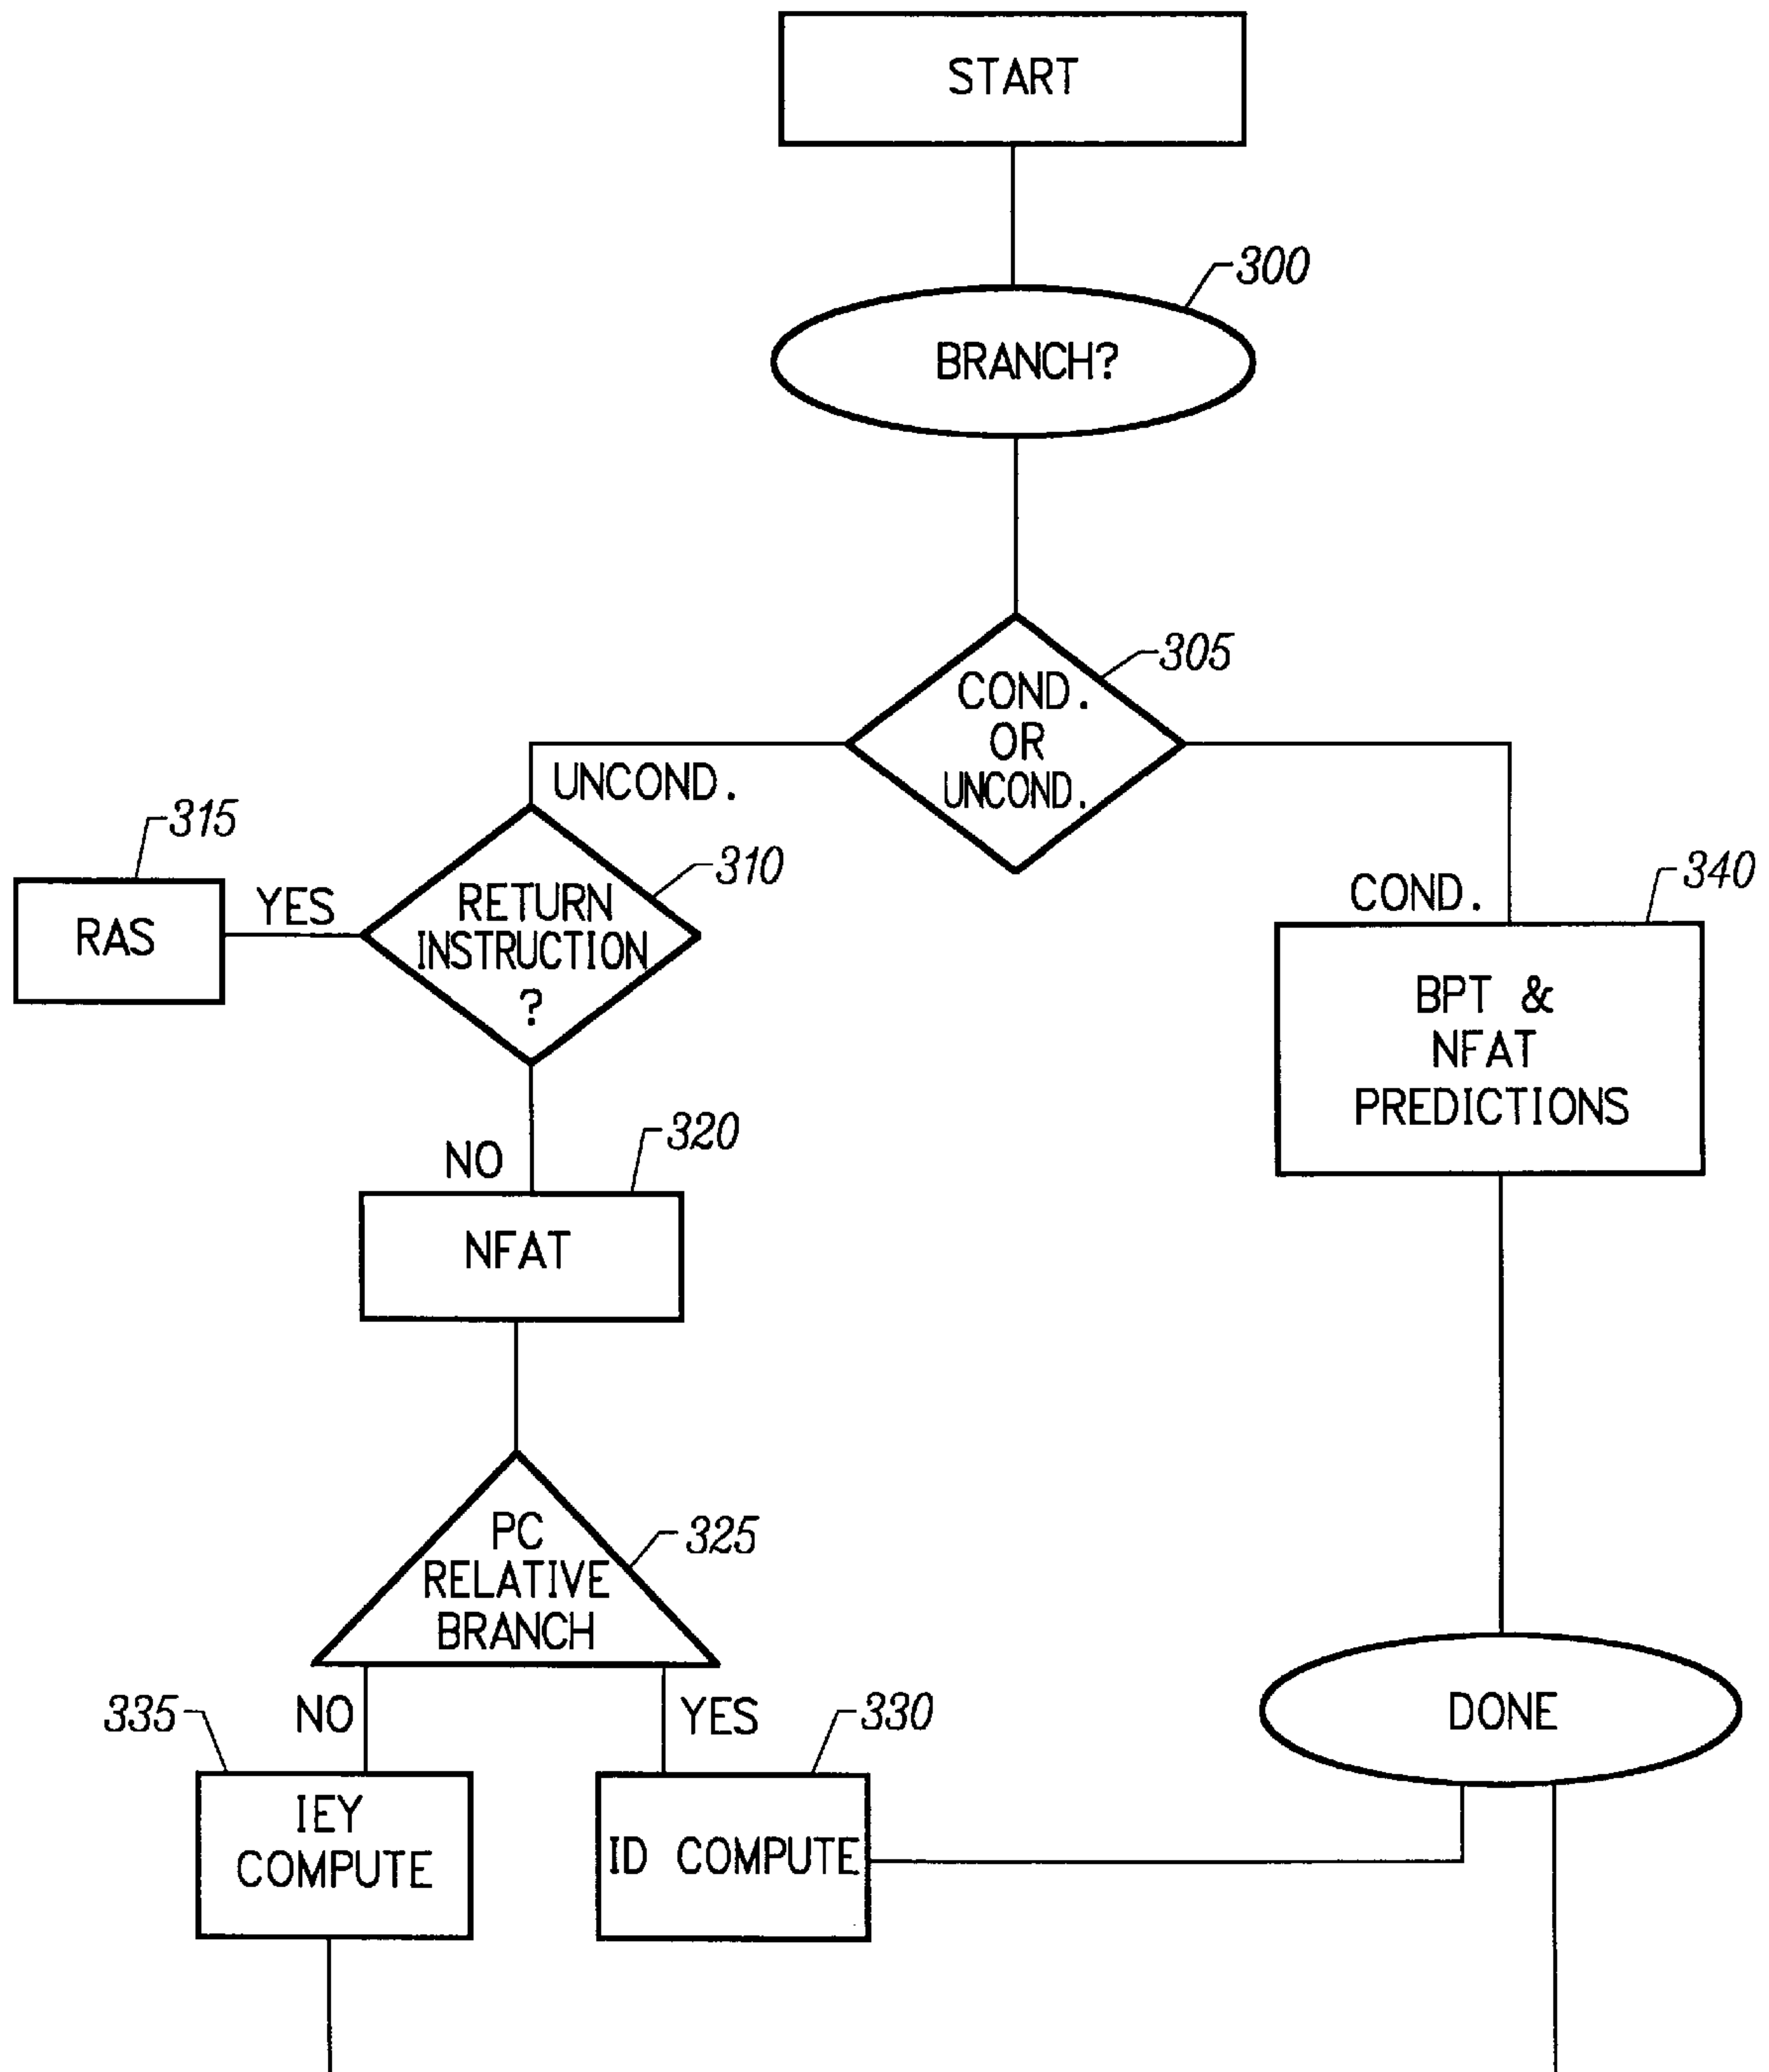 START
300
BRANCH?
305
COND.
OR
UNCOND.
UNCOND.
315
310
YES
RAS
RETURN
INSTRUCTION
?
COND.
340
BPT &
NFAT
PREDICTIONS
NO
320
NFAT
PC
RELATIVE
BRANCH
325
335
NO
YES
330
DONE
IEY
COMPUTE
ID COMPUTE